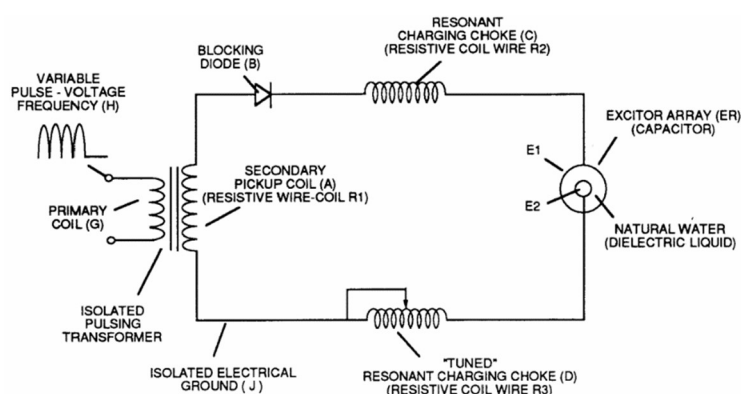 RESONANT
CHARGING CHOKE (C)
(RESISTIVE COIL WIRE R2)
BLOCKING
DIODE (B)
VARIABLE
PULSE - VOLTAGE
FREQUENCY (H)
EXCITOR ARRAY (ER)
(CAPACITOR)
E1
SECONDARY
PICKUP COIL (A)
(RESISTIVE WIRE-COIL R1)
E2
PRIMARY
COIL (G)
NATURAL WATER
(DIELECTRIC LIQUID)
ISOLATED
PULSING
TRANSFORMER
ISOLATED ELECTRICAL
GROUND ( J )
"TUNED"
RESONANT CHARGING CHOKE (D)
(RESISTIVE COIL WIRE R3)